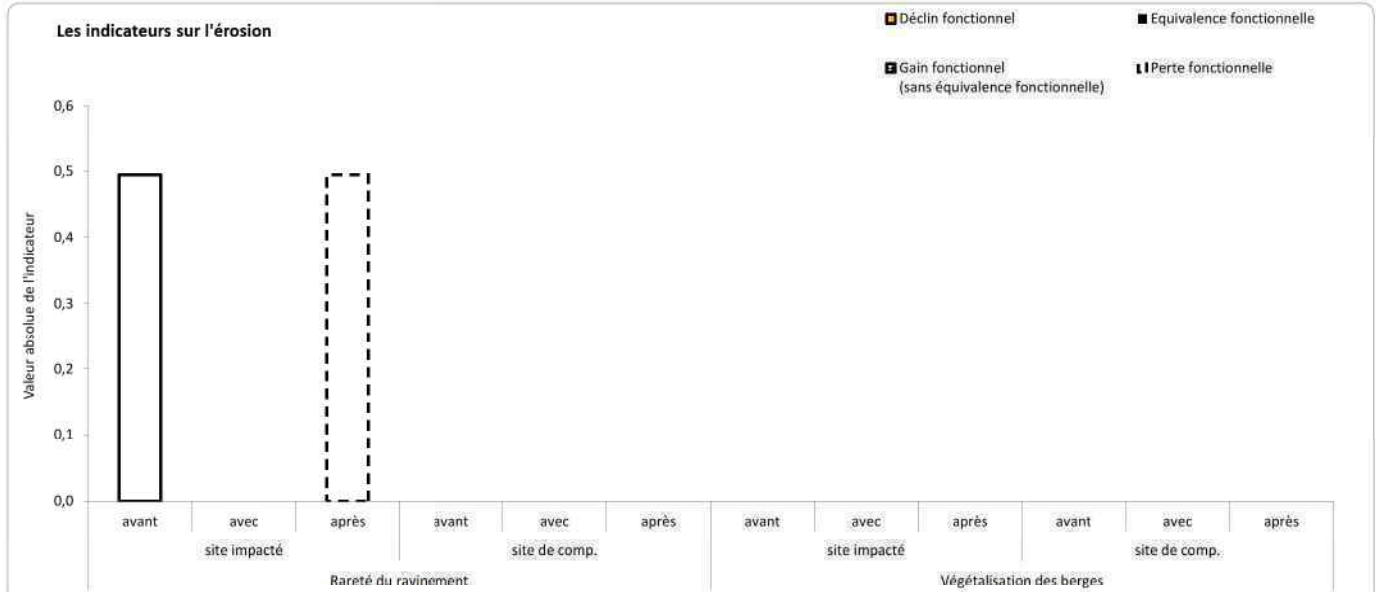 Les indicateurs sur l'érosion
Déclin fonctionnel
Equivalence fonctionnelle
Gain fonctionnel
(sans équivalence fonctionnelle)
Perte fonctionnelle
Valeur absolue de l'indicateur
0,6
0,5
0,4
0,3
0,2
0,1
0,0
avant avec après avant avec après avant avec après avant avec après
site impacté site de comp. site impacté site de comp.
Rareté du ravinement Végétalisation des berges